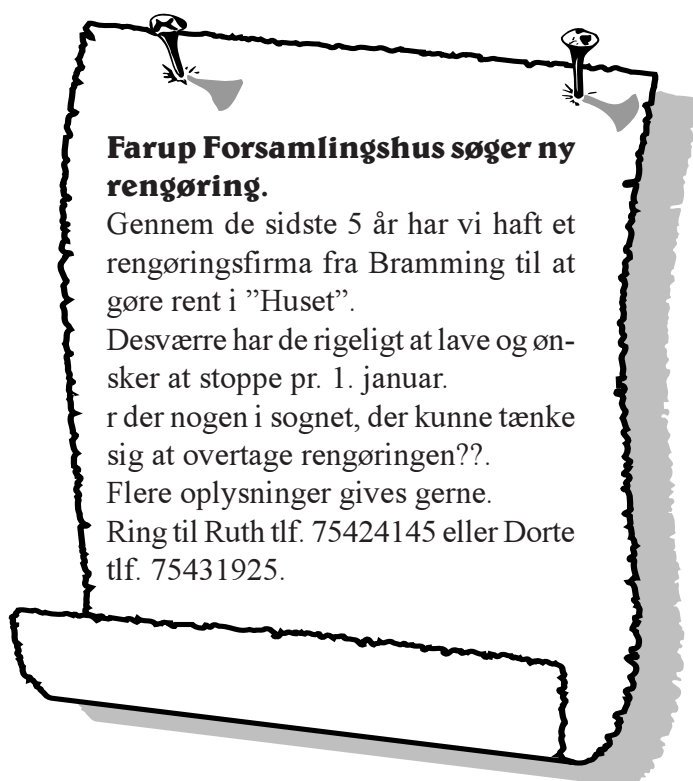 Farup Forsamlingshus søger ny
rengøring.
Gennem de sidste 5 år har vi haft et
rengøringsfirma fra Bramming til at
gøre rent i ”Huset”.
Desværre har de rigeligt at lave og øn-
sker at stoppe pr. 1. januar.
r der nogen i sognet, der kunne tænke
sig at overtage rengøringen??.
Flere oplysninger gives gerne.
Ring til Ruth tlf. 75424145 eller Dorte
tlf. 75431925.